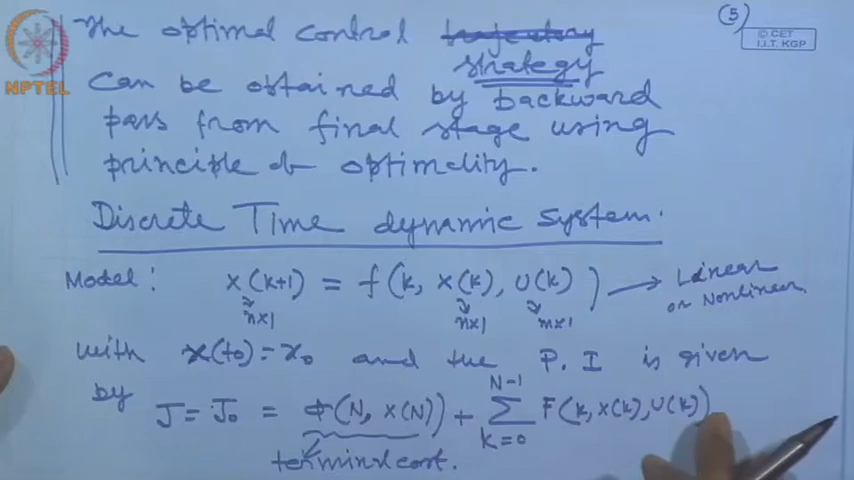 The optimal control trajectory
strategy
can be obtained by backward
pass from final stage using
principle of optimality.
Discrete Time dynamic system.
Model: x(k+1) = f(k, x(k), u(k)) → Linear
or Nonlinear
n×1 n×1 m×1
with x(t0) = x0 and the P.I is given
by J = J0 = φ(N, x(N)) + Σ_{k=0}^{N-1} F(k, x(k), u(k))
terminal cost.
5
© CET
I.I.T. KGP
NPTEL